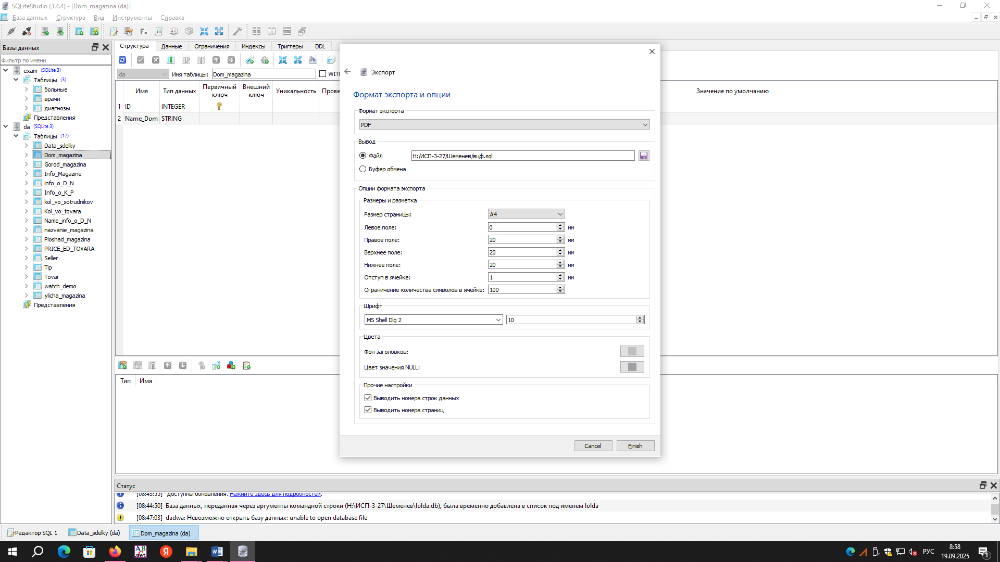 SQLiteStudio (3.4.4) - [Dom_magazina (da)]
База данных Структура Вид Инструменты Справка
Базы данных
Фильтр по имени
exam (SQLite 3)
Таблицы (3)
больные
врачи
диагнозы
Представления
da (SQLite 3)
Таблицы (17)
Data_sdelky
Dom_magazina
Gorod_magazina
Info_Magazine
info_o_D_N
Info_o_K_P
kol_vo_sotrudnikov
Kol_vo_tovara
Name_info_o_D_N
nazvanie_magazina
Ploshad_magazina
PRICE_ED_TOVARA
Seller
Tip
Tovar
watch_demo
ylicha_magazina
Представления
Структура Данные Ограничения Индексы Триггеры DDL
da Имя таблицы: Dom_magazina WITH
Имя Тип данных Первичный ключ Внешний ключ Уникальность Прове Значение по умолчанию
1 ID INTEGER
2 Name_Dom STRING
Тип Имя
Экспорт
Формат экспорта и опции
Формат экспорта
PDF
Вывод
Файл H:/ИСП-3-27/Шеменев/вцф.sql
Буфер обмена
Опции формата экспорта
Размеры и разметка
Размер страницы: A4
Левое поле: 0 мм
Правое поле: 20 мм
Верхнее поле: 20 мм
Нижнее поле: 20 мм
Отступ в ячейке: 1 мм
Ограничение количества символов в ячейке: 100
Шрифт
MS Shell Dlg 2 10
Цвета
Фон заголовков:
Цвет значения NULL:
Прочие настройки
Выводить номера строк данных
Выводить номера страниц
Cancel Finish
Статус
[08:43:55] Доступны обновления. Нажмите здесь для подробностей.
[08:44:50] База данных, переданная через аргументы командной строки (H:\ИСП-3-27\Шеменев\lolda.db), была временно добавлена в список под именем lolda
[08:47:03] dadwa: Невозможно открыть базу данных: unable to open database file
Редактор SQL 1 Data_sdelky (da) Dom_magazina (da)
РУС
8:58
19.09.2025
1